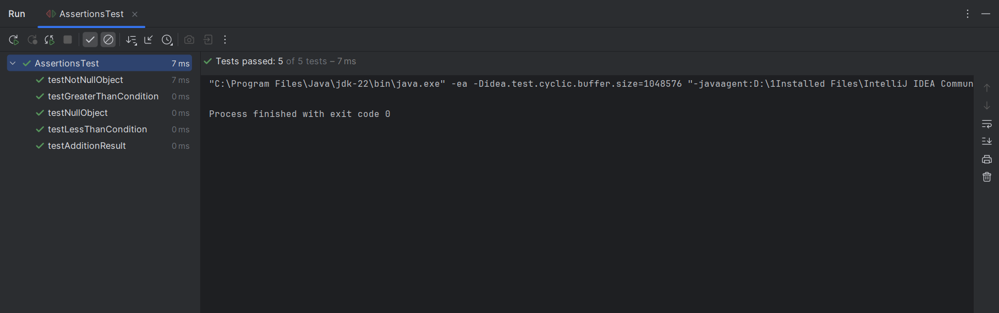 Run AssertionsTest
AssertionsTest 7 ms
testNotNullObject 7 ms
testGreaterThanCondition 0 ms
testNullObject 0 ms
testLessThanCondition 0 ms
testAdditionResult 0 ms
Tests passed: 5 of 5 tests – 7 ms
"C:\Program Files\Java\jdk-22\bin\java.exe" -ea -Didea.test.cyclic.buffer.size=1048576 "-javaagent:D:\1Installed Files\IntelliJ IDEA Commun
Process finished with exit code 0